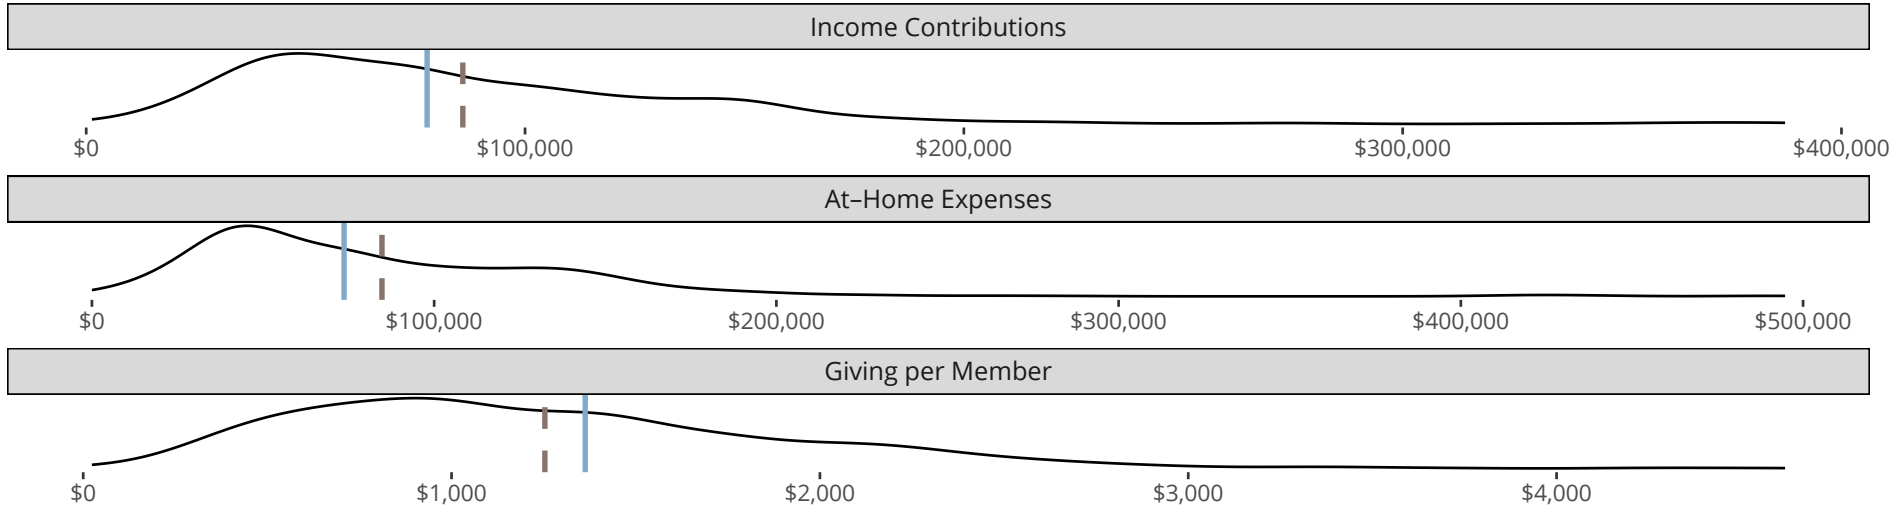 Income Contributions
$0 $100,000 $200,000 $300,000 $400,000
At–Home Expenses
$0 $100,000 $200,000 $300,000 $400,000 $500,000
Giving per Member
$0 $1,000 $2,000 $3,000 $4,000